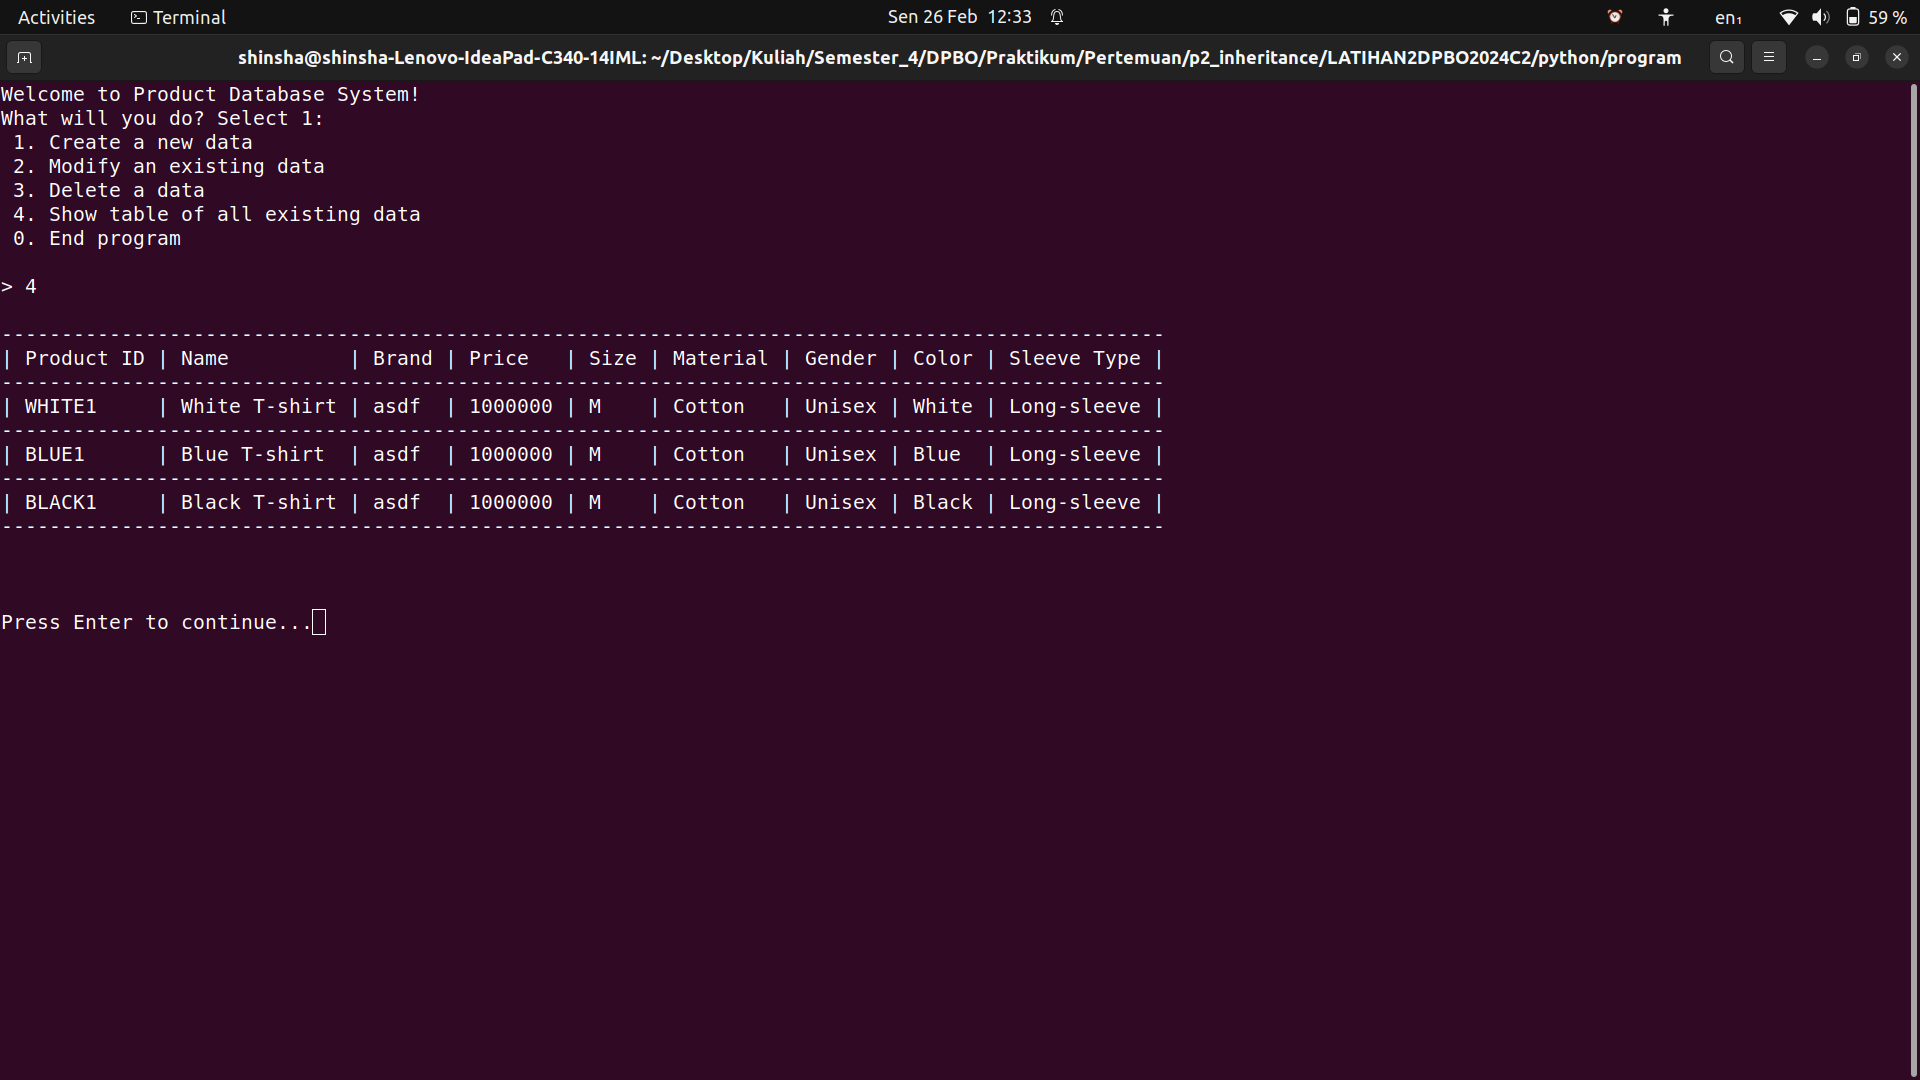 Activities Terminal Sen 26 Feb 12:33 en₁ 59 %
shinsha@shinsha-Lenovo-IdeaPad-C340-14IML: ~/Desktop/Kuliah/Semester_4/DPBO/Praktikum/Pertemuan/p2_inheritance/LATIHAN2DPBO2024C2/python/program
Welcome to Product Database System!
What will you do? Select 1:
 1. Create a new data
 2. Modify an existing data
 3. Delete a data
 4. Show table of all existing data
 0. End program
> 4
-------------------------------------------------------------------------------------------------
| Product ID | Name          | Brand | Price   | Size | Material | Gender | Color | Sleeve Type |
-------------------------------------------------------------------------------------------------
| WHITE1     | White T-shirt | asdf  | 1000000 | M    | Cotton   | Unisex | White | Long-sleeve |
-------------------------------------------------------------------------------------------------
| BLUE1      | Blue T-shirt  | asdf  | 1000000 | M    | Cotton   | Unisex | Blue  | Long-sleeve |
-------------------------------------------------------------------------------------------------
| BLACK1     | Black T-shirt | asdf  | 1000000 | M    | Cotton   | Unisex | Black | Long-sleeve |
-------------------------------------------------------------------------------------------------
Press Enter to continue...